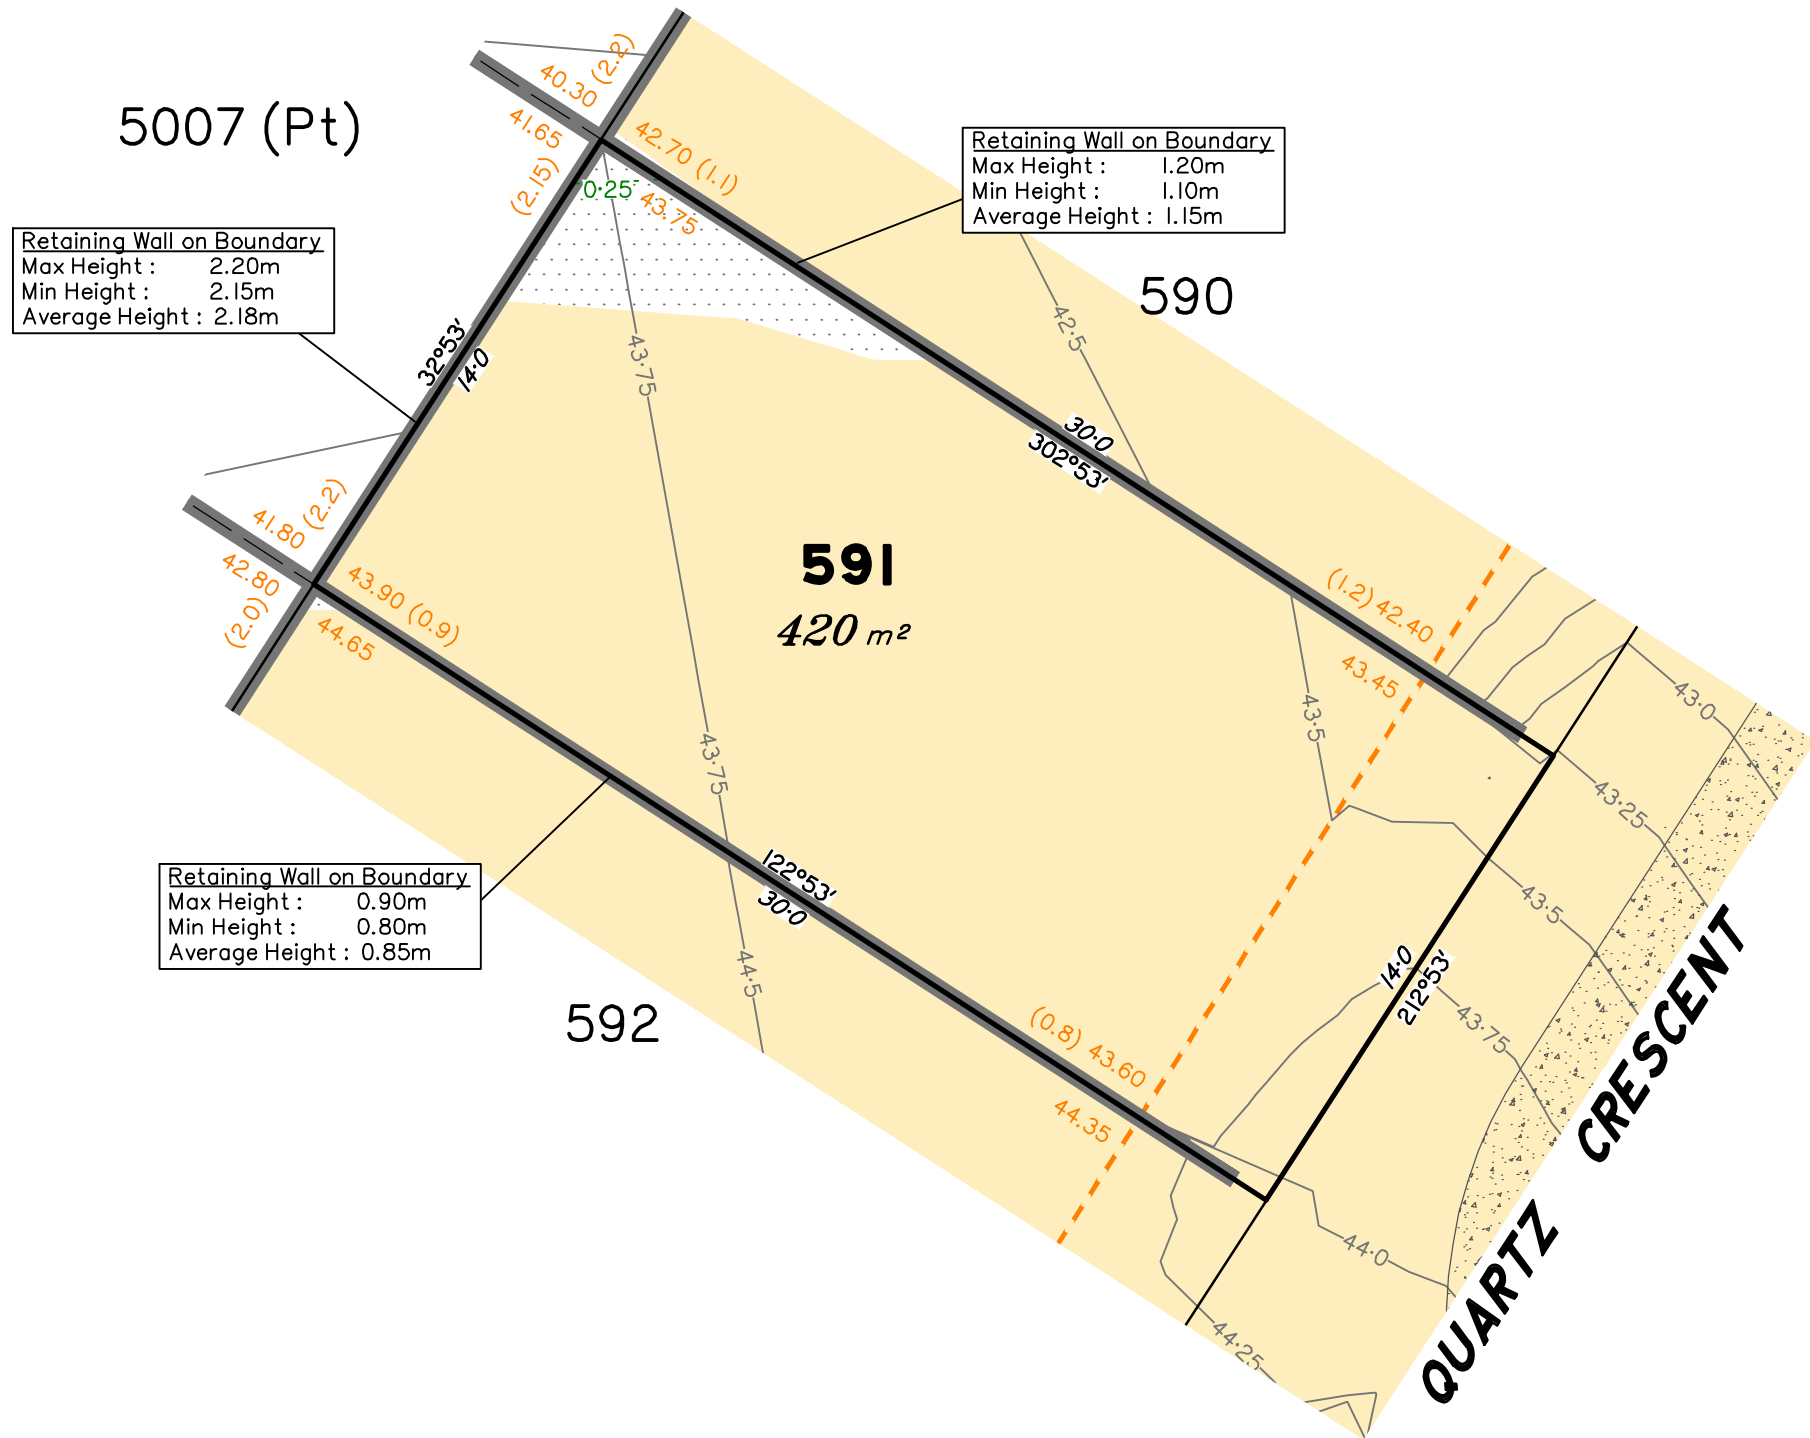 40.30 (2.2)
5007 (Pt)
41.65
(2.15)
42.70 (1.1)
0·25
43.75
Retaining Wall on Boundary
Max Height : 1.20m
Min Height : 1.10m
Average Height : 1.15m
Retaining Wall on Boundary
Max Height : 2.20m
Min Height : 2.15m
Average Height : 2.18m
590
42·5
43·75
32°53'
14·0
30·0
302°53'
41.80 (2.2)
42.80
(2.0)
43.90 (0.9)
44.65
591
420 m²
(1.2) 42.40
43.45
43·0
43·5
43·75
43·25
Retaining Wall on Boundary
Max Height : 0.90m
Min Height : 0.80m
Average Height : 0.85m
122°53'
30·0
43·5
44·5
14·0
212°53'
592
(0.8) 43.60
44.35
43·75
44·0
44·25
QUARTZ CRESCENT